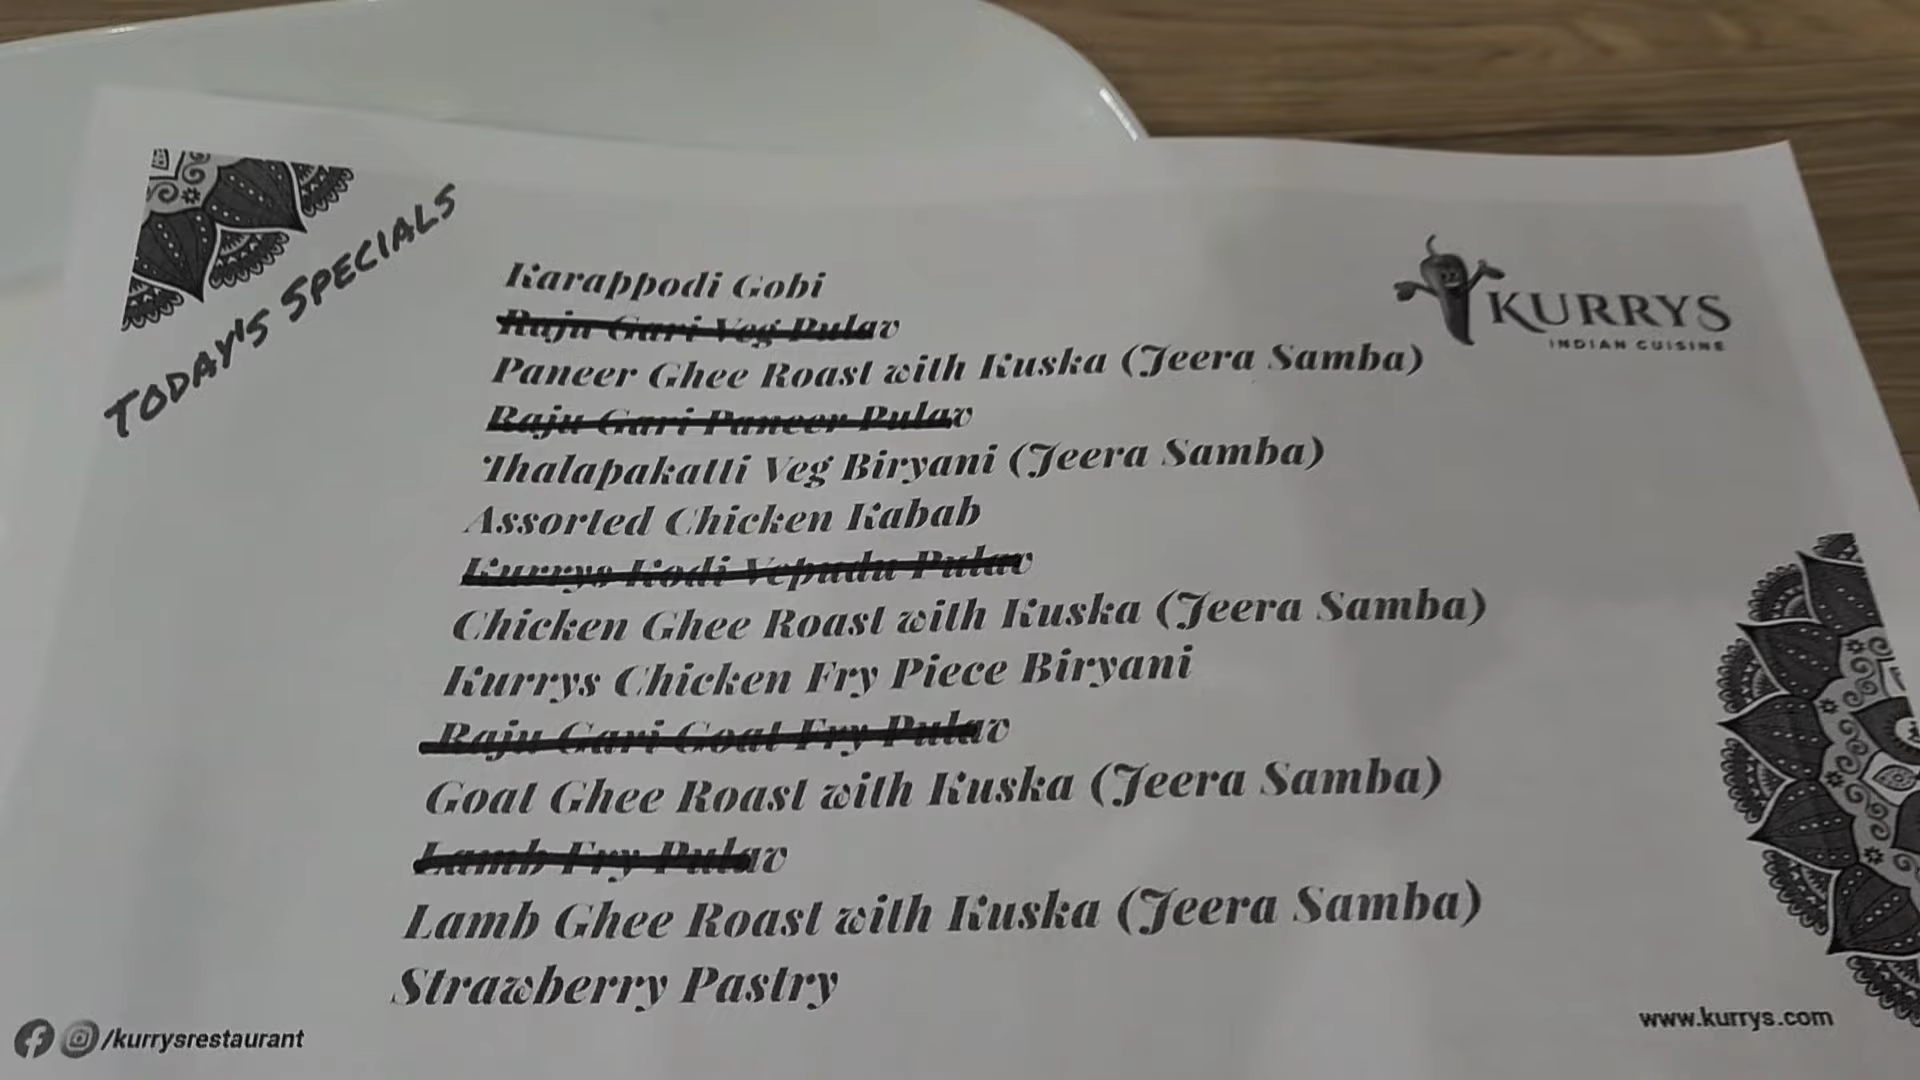 TODAY'S SPECIALS
KURRYS
INDIAN CUISINE
Karappodi Gobi
Raju Gari Veg Pulav
Paneer Ghee Roast with Kuska (Jeera Samba)
Raju Gari Paneer Pulav
Thalapakatti Veg Biryani (Jeera Samba)
Assorted Chicken Kabab
Kurrys Kodi Vepudu Pulav
Chicken Ghee Roast with Kuska (Jeera Samba)
Kurrys Chicken Fry Piece Biryani
Raju Gari Goat Fry Pulav
Goat Ghee Roast with Kuska (Jeera Samba)
Lamb Fry Pulav
Lamb Ghee Roast with Kuska (Jeera Samba)
Strawberry Pastry
/kurrysrestaurant
www.kurrys.com